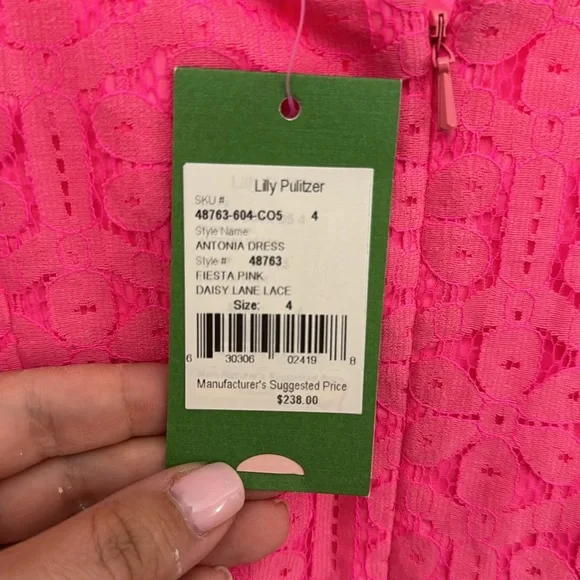 Lilly Pulitzer
SKU #:
48763-604-CO5 4
Style Name:
ANTONIA DRESS
Style #: 48763
FIESTA PINK
DAISY LANE LACE
Size: 4
6 30306 02419 8
Manufacturer's Suggested Price
$238.00